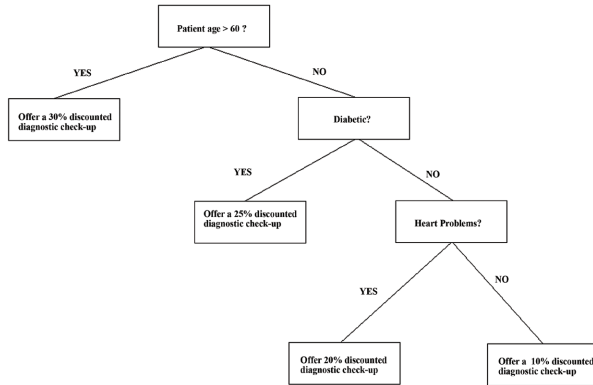 Patient age > 60 ?
YES
NO
Offer a 30% discounted
diagnostic check-up
Diabetic?
YES
NO
Offer a 25% discounted
diagnostic check-up
Heart Problems?
YES
NO
Offer 20% discounted
diagnostic check-up
Offer a 10% discounted
diagnostic check-up